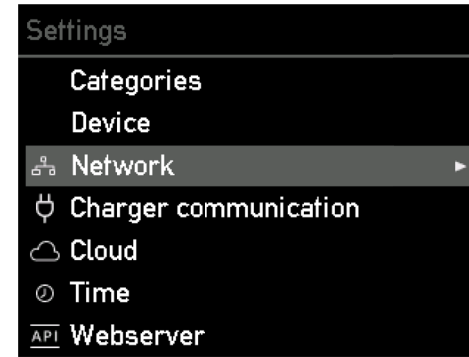 Settings
Categories
Device
Network
Charger communication
Cloud
Time
API Webserver